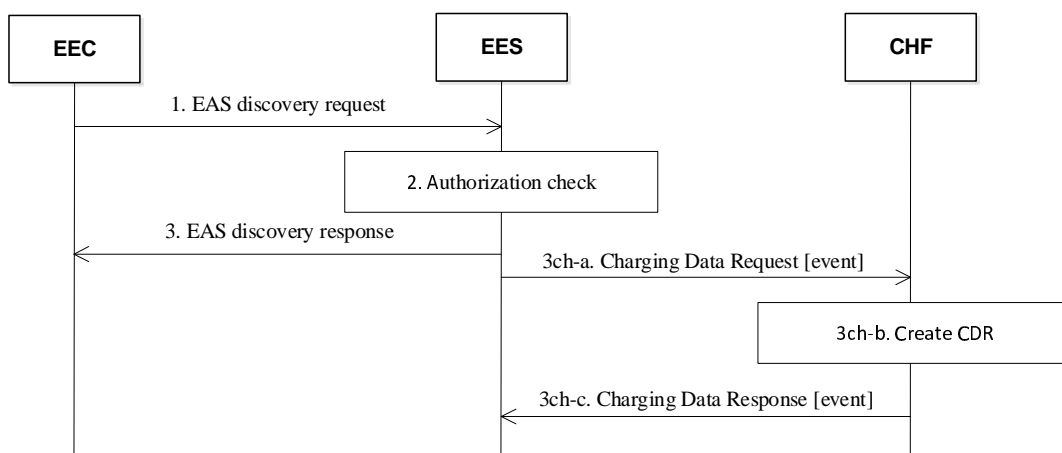 EEC
EES
CHF
1. EAS discovery request
2. Authorization check
3. EAS discovery response
3ch-a. Charging Data Request [event]
3ch-b. Create CDR
3ch-c. Charging Data Response [event]